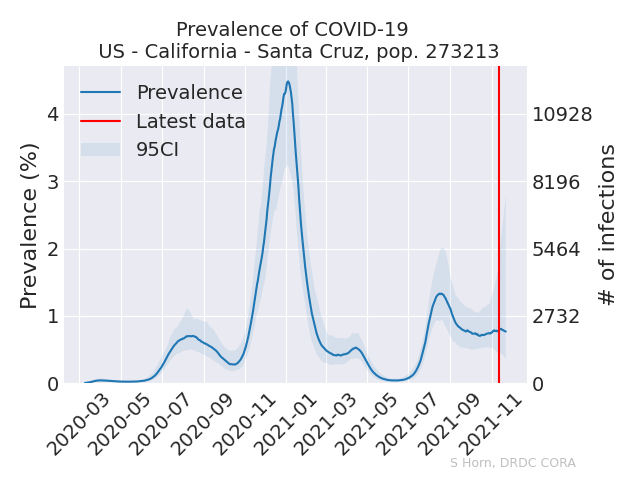 Prevalence of COVID-19
US - California - Santa Cruz, pop. 273213
Prevalence
Latest data
95CI
Prevalence (%)
4
3
2
1
0
10928
8196
5464
2732
0
# of infections
2020-03
2020-05
2020-07
2020-09
2020-11
2021-01
2021-03
2021-05
2021-07
2021-09
2021-11
S Horn, DRDC CORA